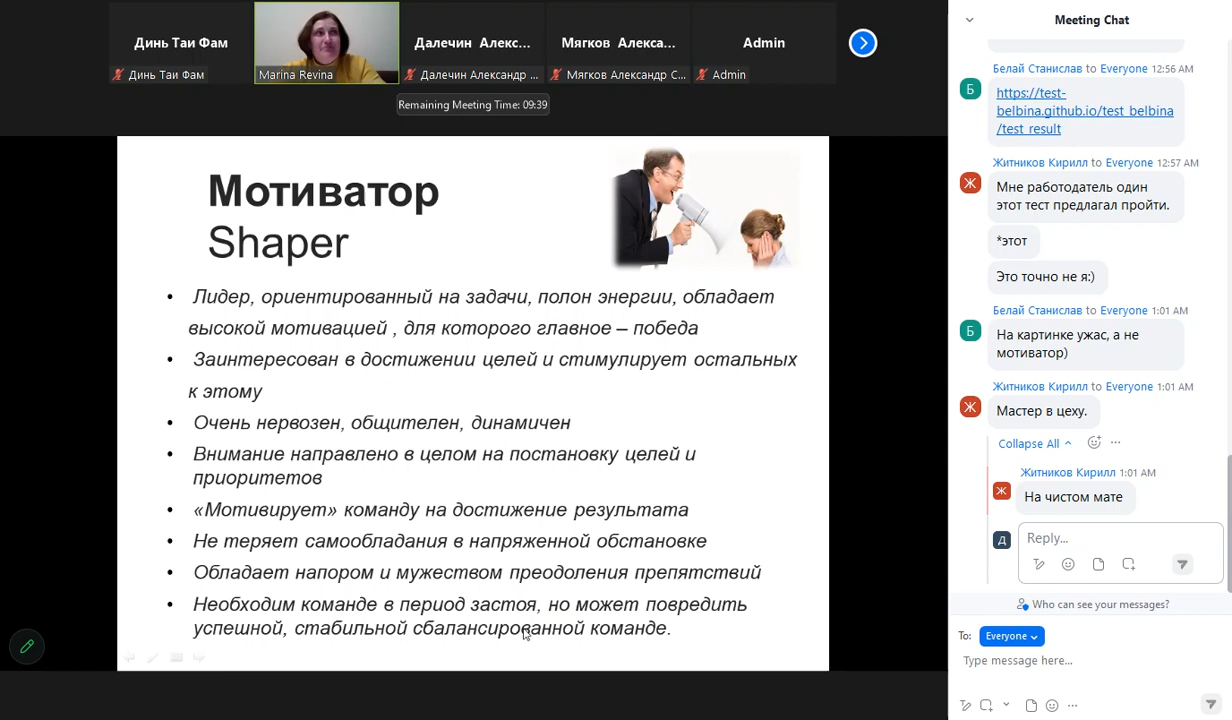 Динь Таи Фам
Далечин Алекс...
Мягков Алекса...
Admin
Динь Таи Фам
Marina Revina
Далечин Александр ...
Мягков Александр С...
Admin
Remaining Meeting Time: 09:39
Мотиватор
Shaper
• Лидер, ориентированный на задачи, полон энергии, обладает
высокой мотивацией , для которого главное – победа
• Заинтересован в достижении целей и стимулирует остальных
к этому
• Очень нервозен, общителен, динамичен
• Внимание направлено в целом на постановку целей и
приоритетов
• «Мотивирует» команду на достижение результата
• Не теряет самообладания в напряженной обстановке
• Обладает напором и мужеством преодоления препятствий
• Необходим команде в период застоя, но может повредить
успешной, стабильной сбалансированной команде.
Meeting Chat
Белай Станислав to Everyone 12:56 AM
Б
https://test-
belbina.github.io/test_belbina
/test_result
Житников Кирилл to Everyone 12:57 AM
Ж
Мне работодатель один
этот тест предлагал пройти.
*этот
Это точно не я:)
Белай Станислав to Everyone 1:01 AM
Б
На картинке ужас, а не
мотиватор)
Житников Кирилл to Everyone 1:01 AM
Ж
Мастер в цеху.
Collapse All
Житников Кирилл 1:01 AM
Ж
На чистом мате
Д
Reply...
Who can see your messages?
To: Everyone
Type message here...